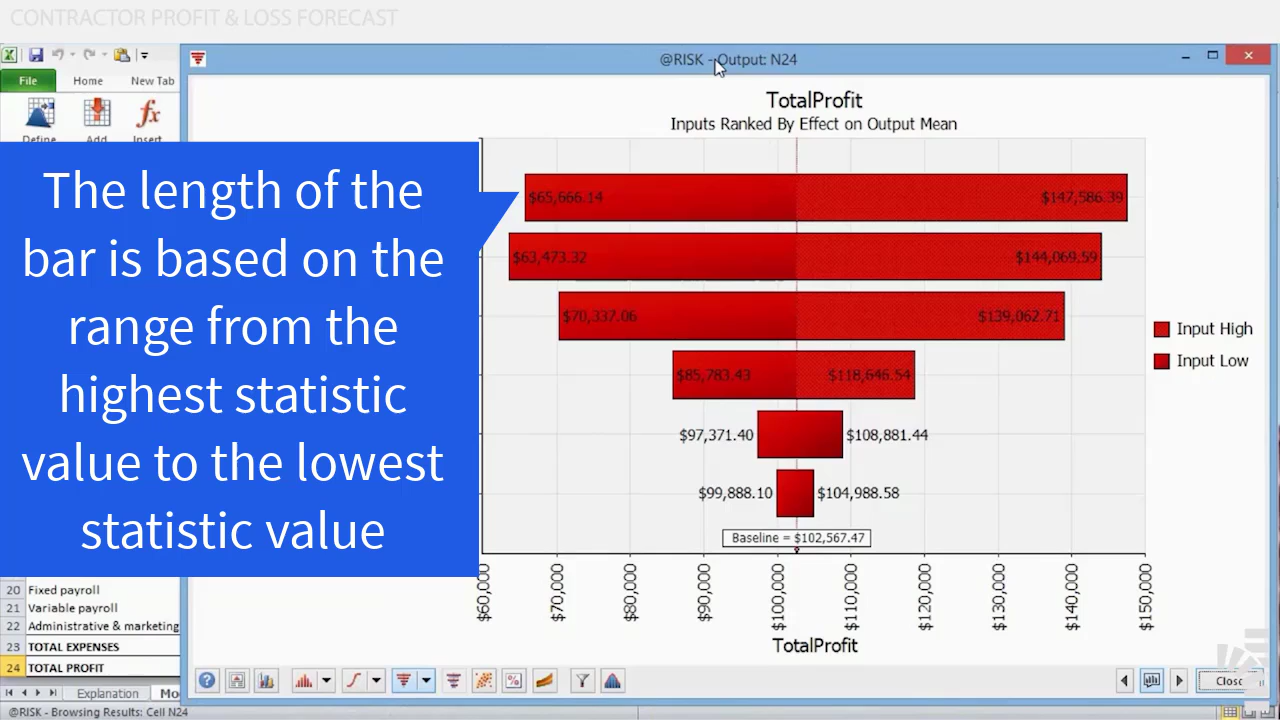 CONTRACTOR PROFIT & LOSS FORECAST
@RISK - Output: N24
File
Home
New Tab
Define
Add
Insert
TotalProfit
Inputs Ranked By Effect on Output Mean
The length of the
bar is based on the
range from the
highest statistic
value to the lowest
statistic value
$65,666.14
$147,586.39
$63,473.32
$144,069.59
$70,337.06
$139,062.71
$85,783.43
$118,646.54
$97,371.40
$108,881.44
$99,888.10
$104,988.58
Baseline = $102,567.47
Input High
Input Low
$60,000
$70,000
$80,000
$90,000
$100,000
$110,000
$120,000
$130,000
$140,000
$150,000
TotalProfit
20 Fixed payroll
21 Variable payroll
22 Administrative & marketing
23 TOTAL EXPENSES
24 TOTAL PROFIT
Explanation
Mo
Close
@RISK - Browsing Results: Cell N24